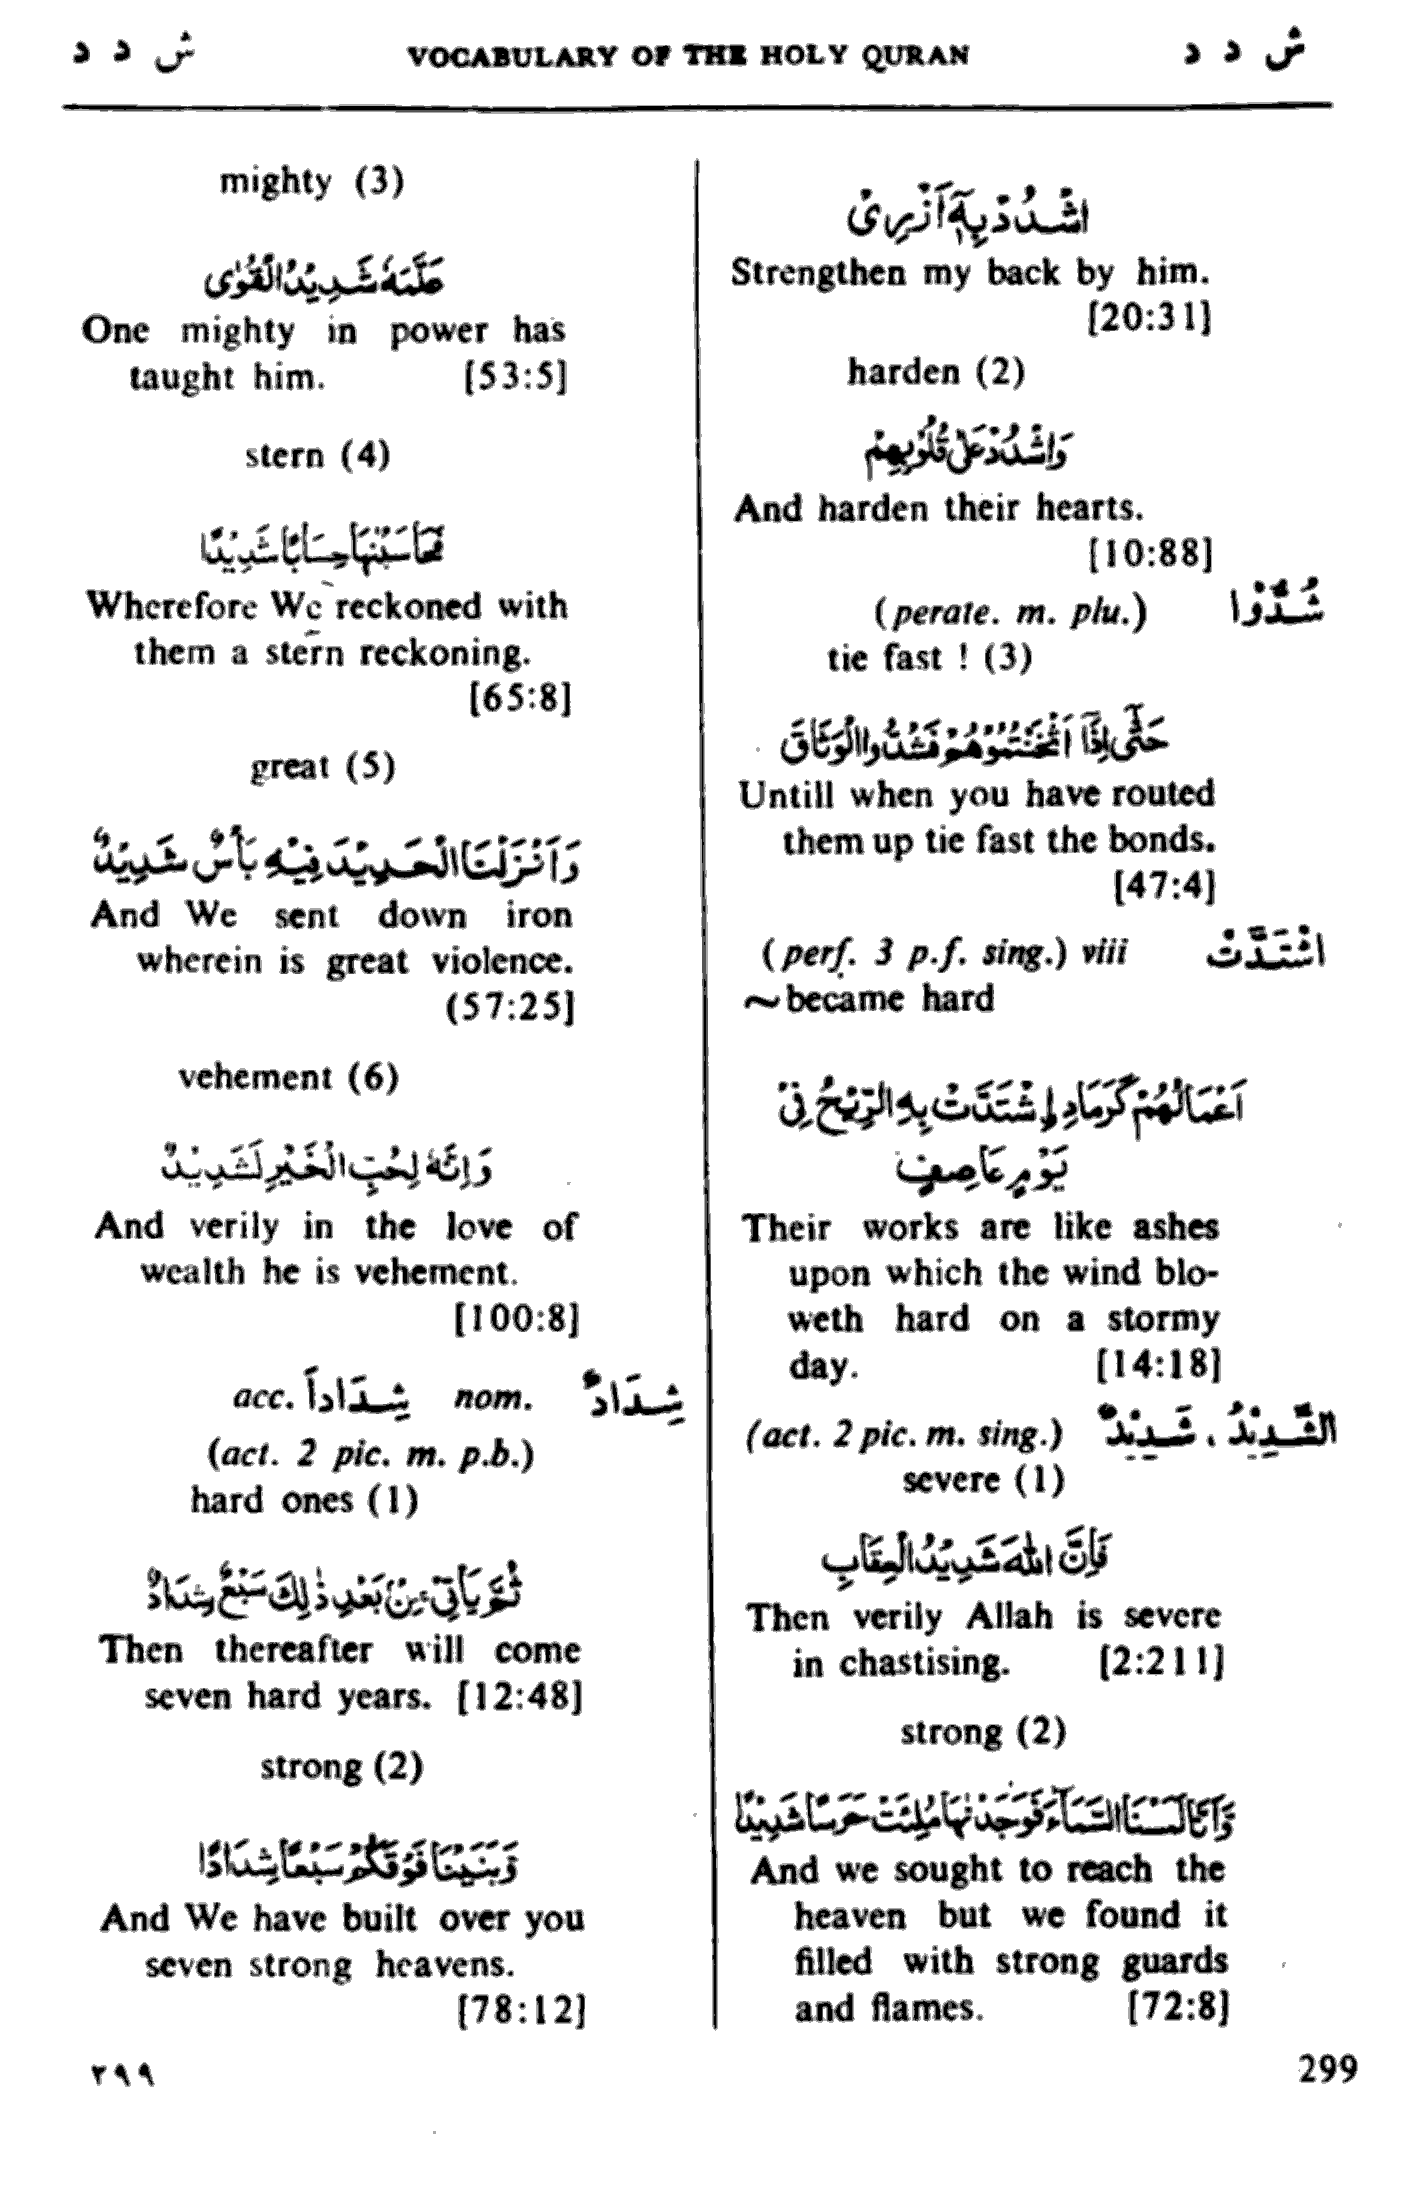 ش د د VOCABULARY OF THE HOLY QURAN ش د د
اشْدُدْ بِهٖٓ اَزْرِىْ
Strengthen my back by him.
[20:31]
harden (2)
وَاشْدُدْ عَلٰى قُلُوْبِهِمْ
And harden their hearts.
[10:88]
شُدُّوْا (perate. m. plu.)
tie fast ! (3)
حَتّٰٓى اِذَآ اَثْخَنْتُمُوْهُمْ فَشُدُّوا الْوَثَاقَ
Untill when you have routed
them up tie fast the bonds.
[47:4]
اشْتَدَّتْ (perf. 3 p.f. sing.) viii
~became hard
اَعْمَالُهُمْ كَرَمَادِ ۨاشْتَدَّتْ بِهِ الرِّيْحُ فِىْ
يَوْمٍ عَاصِفٍ
Their works are like ashes
upon which the wind blo-
weth hard on a stormy
day. [14:18]
الشَّدِيْدُ ، شَدِيْدٌ (act. 2 pic. m. sing.)
severe (1)
فَاِنَّ اللّٰهَ شَدِيْدُ الْعِقَابِ
Then verily Allah is severe
in chastising. [2:211]
strong (2)
وَّاَنَّا لَمَسْنَا السَّمَآءَ فَوَجَدْنٰهَا مُلِئَتْ حَرَسًا شَدِيْدًا
And we sought to reach the
heaven but we found it
filled with strong guards
and flames. [72:8]
mighty (3)
عَلَّمَهٗ شَدِيْدُ الْقُوٰى
One mighty in power has
taught him. [53:5]
stern (4)
فَحَاسَبْنٰهَا حِسَابًا شَدِيْدًا
Wherefore We reckoned with
them a stern reckoning.
[65:8]
great (5)
وَاَنْزَلْنَا الْحَدِيْدَ فِيْهِ بَاْسٌ شَدِيْدٌ
And We sent down iron
wherein is great violence.
(57:25]
vehement (6)
وَاِنَّهٗ لِحُبِّ الْخَيْرِ لَشَدِيْدٌ
And verily in the love of
wealth he is vehement.
[100:8]
شِدَادٌ nom. شِدَاداً acc.
(act. 2 pic. m. p.b.)
hard ones (1)
ثُمَّ يَاْتِىْ مِنْۢ بَعْدِ ذٰلِكَ سَبْعٌ شِدَادٌ
Then thereafter will come
seven hard years. [12:48]
strong (2)
وَّبَنَيْنَا فَوْقَكُمْ سَبْعًا شِدَادًا
And We have built over you
seven strong heavens.
[78:12]
٢٩٩ 299